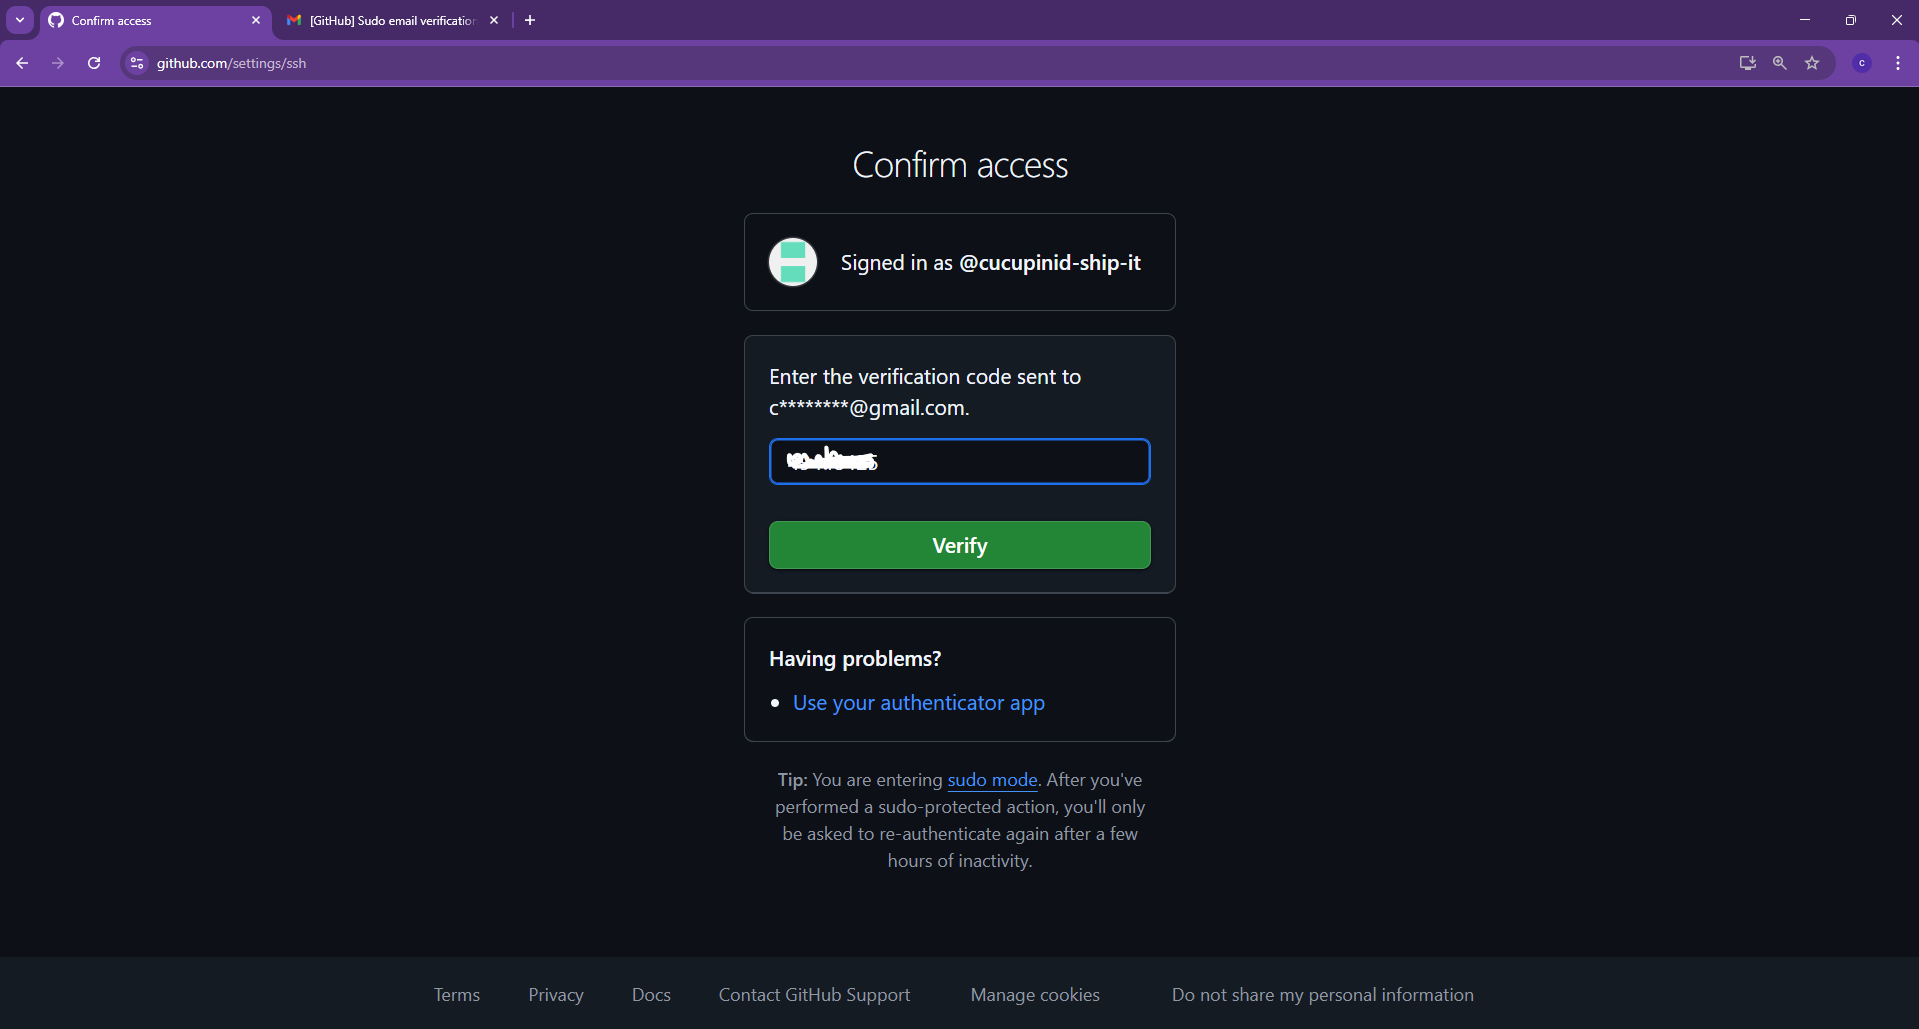 Confirm access
[GitHub] Sudo email verification
github.com/settings/ssh
c
Confirm access
Signed in as @cucupinid-ship-it
Enter the verification code sent to
c********@gmail.com.
Verify
Having problems?
• Use your authenticator app
Tip: You are entering sudo mode. After you've
performed a sudo-protected action, you'll only
be asked to re-authenticate again after a few
hours of inactivity.
Terms
Privacy
Docs
Contact GitHub Support
Manage cookies
Do not share my personal information